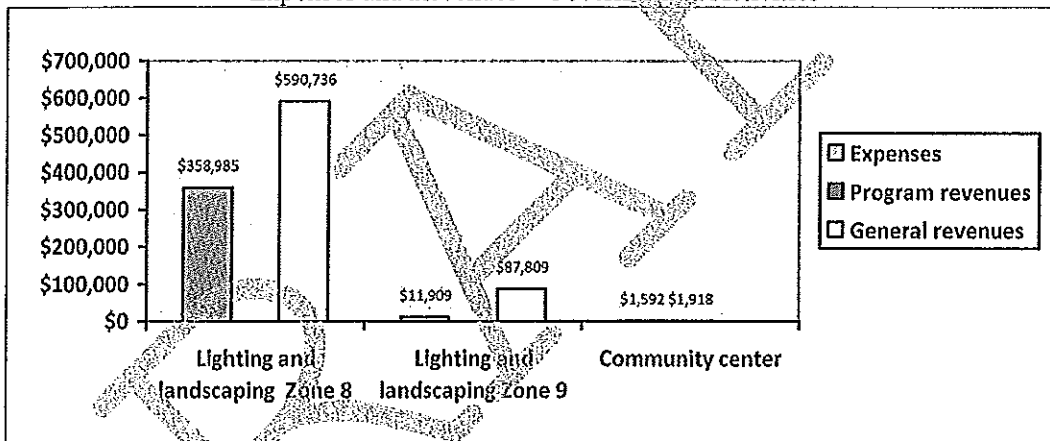 $700,000
$600,000
$500,000
$400,000
$300,000
$200,000
$100,000
$0
$358,985
$590,736
$11,909
$87,809
$1,592 $1,918
Lighting and
landscaping Zone 8
Lighting and
landscaping Zone 9
Community center
Expenses
Program revenues
General revenues